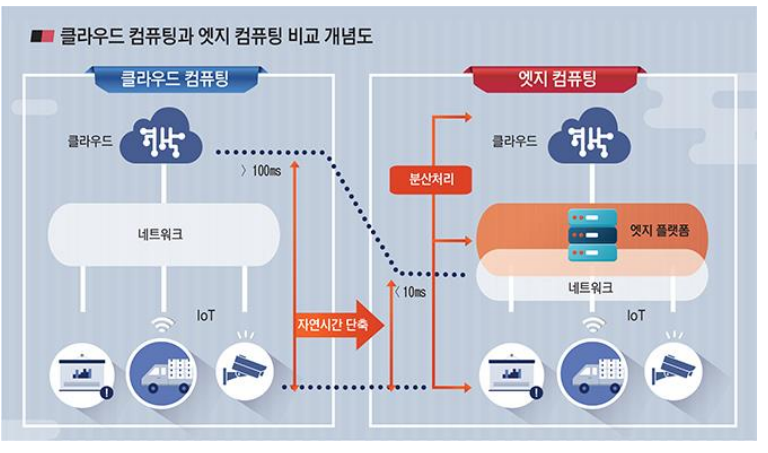 클라우드 컴퓨팅과 엣지 컴퓨팅 비교 개념도
클라우드 컴퓨팅
클라우드
> 100ms
네트워크
IoT
자연시간 단축
< 10ms
엣지 컴퓨팅
클라우드
분산처리
엣지 플랫폼
네트워크
IoT